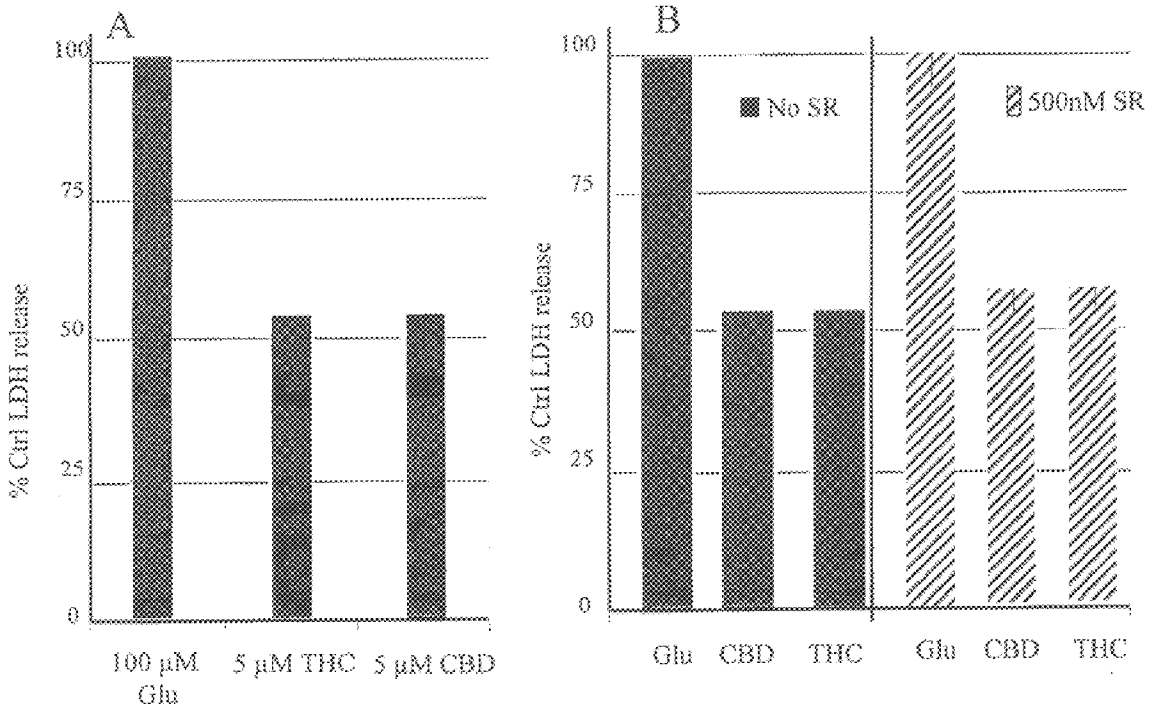 A
% Ctrl LDH release
100
75
50
25
0
100 µM
Glu
5 µM THC
5 µM CBD
B
% Ctrl LDH release
100
75
50
25
0
No SR
500nM SR
Glu
CBD
THC
Glu
CBD
THC